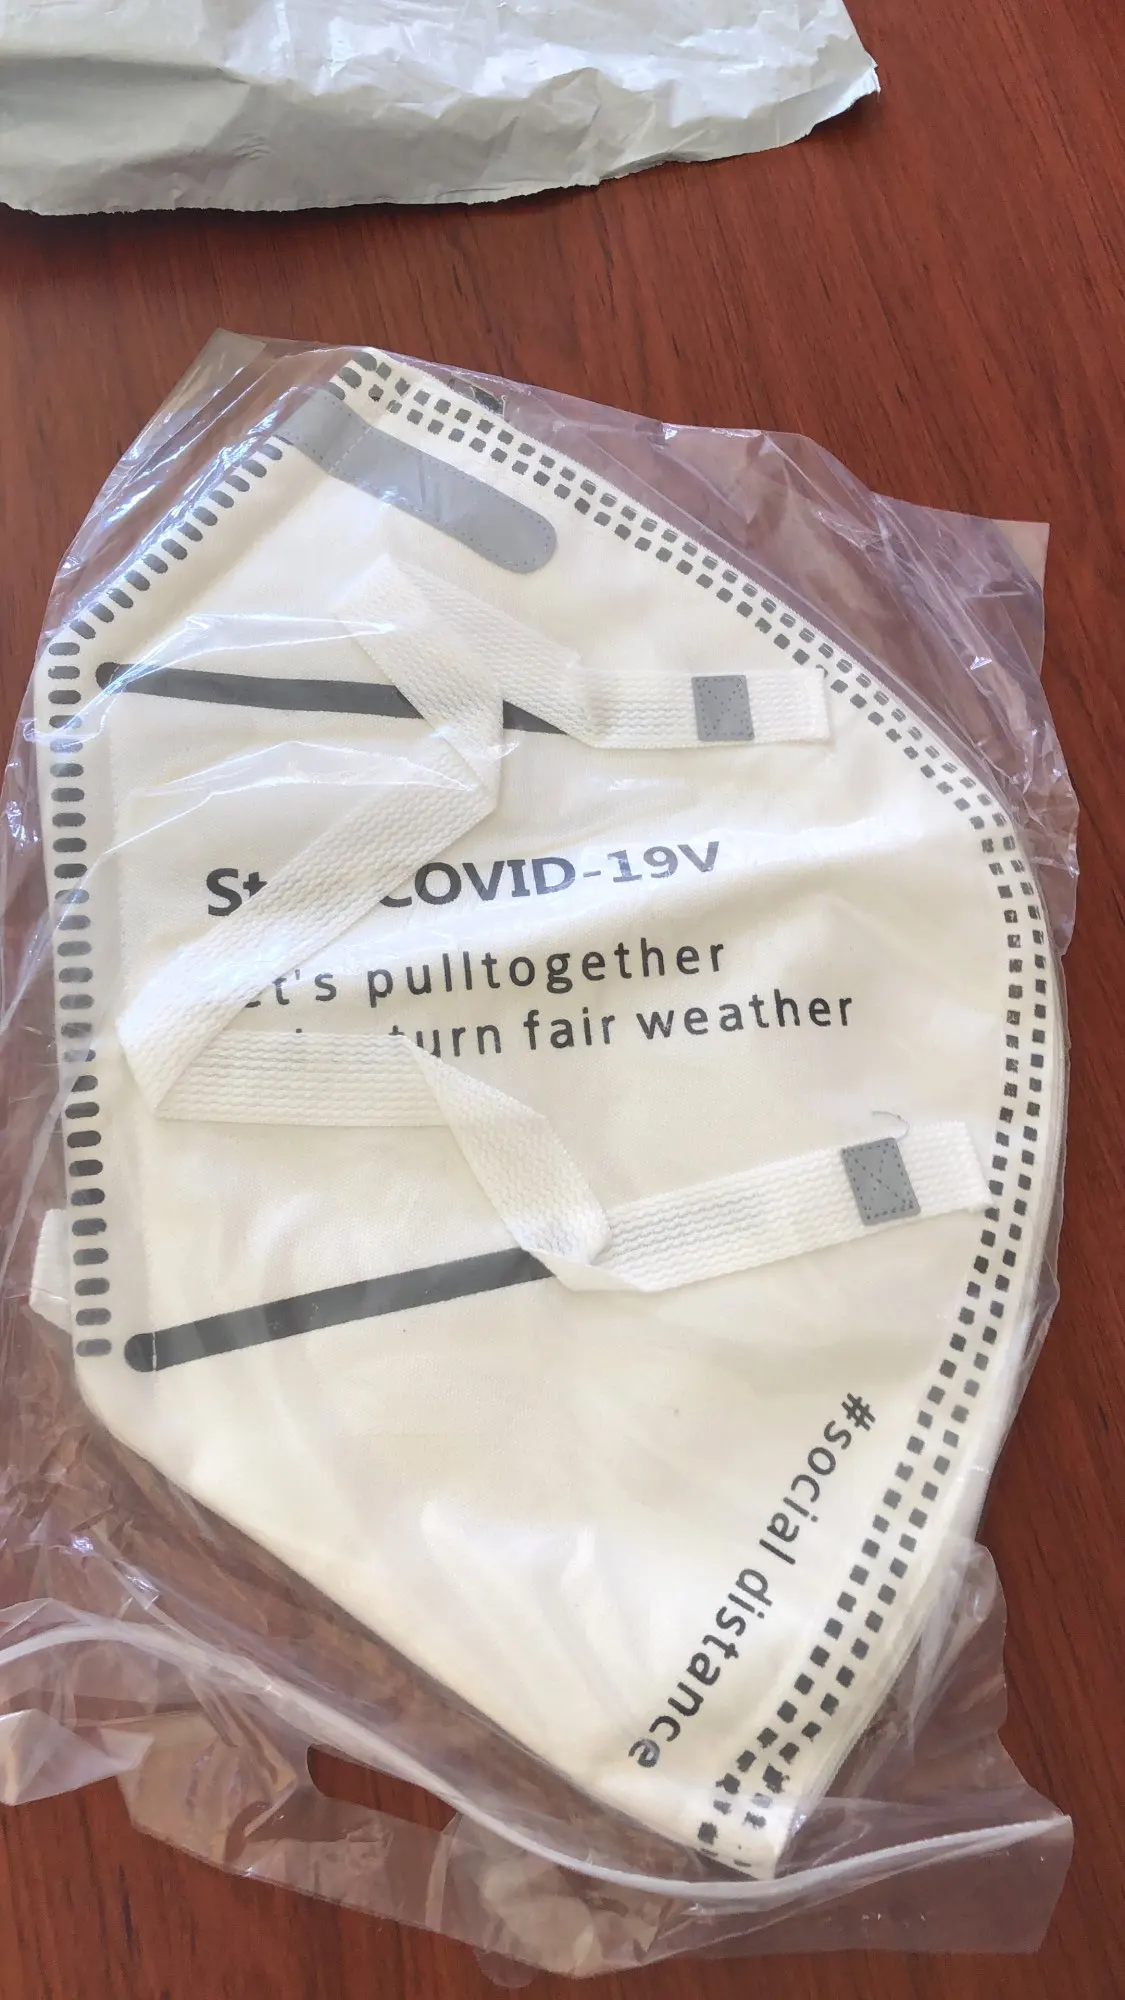 COVID-19V
pulltogether
turn fair weather
#social distance